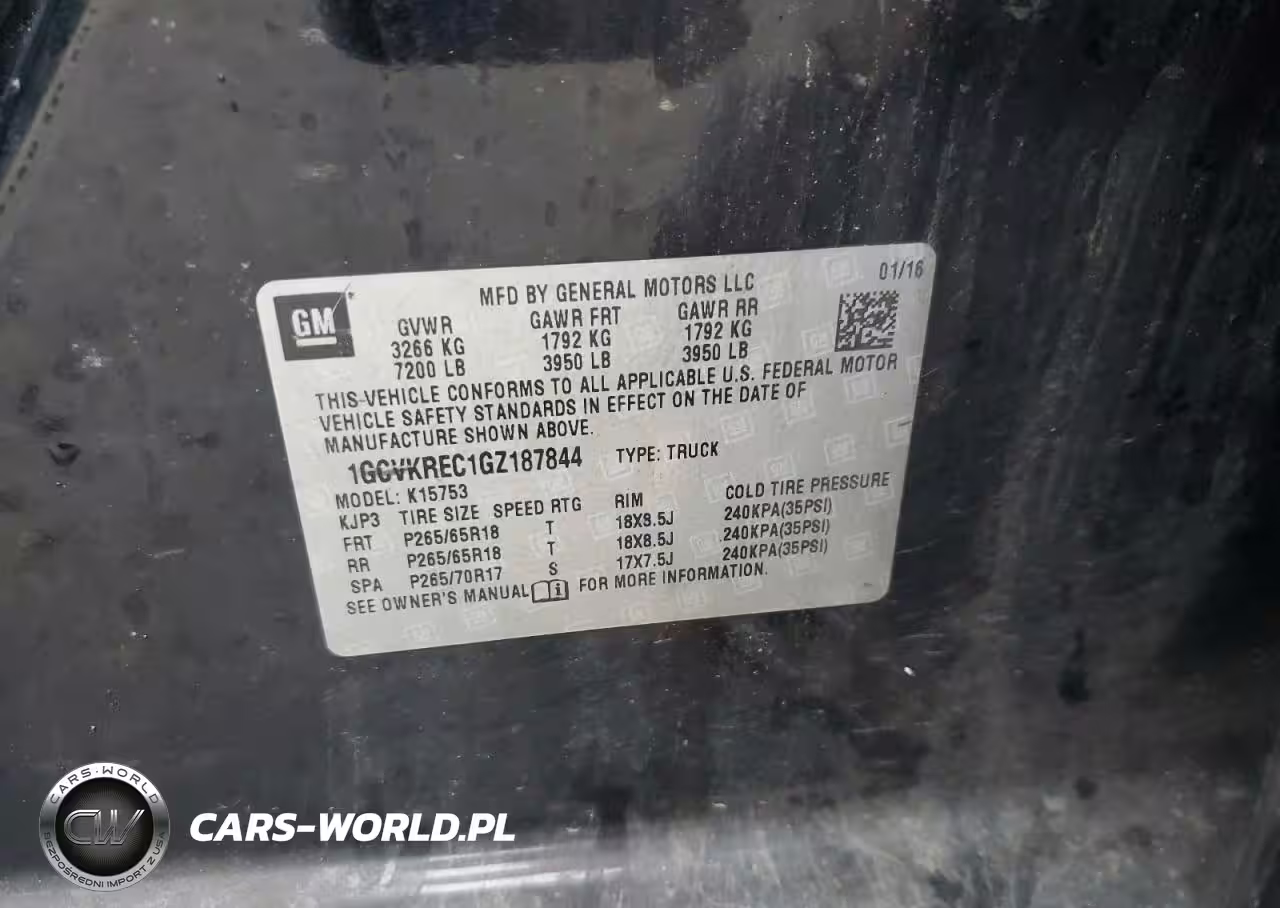 01/16
GM
MFD BY GENERAL MOTORS LLC
GVWR GAWR FRT GAWR RR
3266 KG 1792 KG 1792 KG
7200 LB 3950 LB 3950 LB
THIS VEHICLE CONFORMS TO ALL APPLICABLE U.S. FEDERAL MOTOR
VEHICLE SAFETY STANDARDS IN EFFECT ON THE DATE OF
MANUFACTURE SHOWN ABOVE.
1GCVKREC1GZ187844 TYPE: TRUCK
MODEL: K15753
KJP3 TIRE SIZE SPEED RTG RIM COLD TIRE PRESSURE
FRT P265/65R18 T 18X8.5J 240KPA(35PSI)
RR P265/65R18 T 18X8.5J 240KPA(35PSI)
SPA P265/70R17 S 17X7.5J 240KPA(35PSI)
SEE OWNER'S MANUAL i FOR MORE INFORMATION.
CARS-WORLD
CW
BEZPOŚREDNI IMPORT Z USA
CARS-WORLD.PL